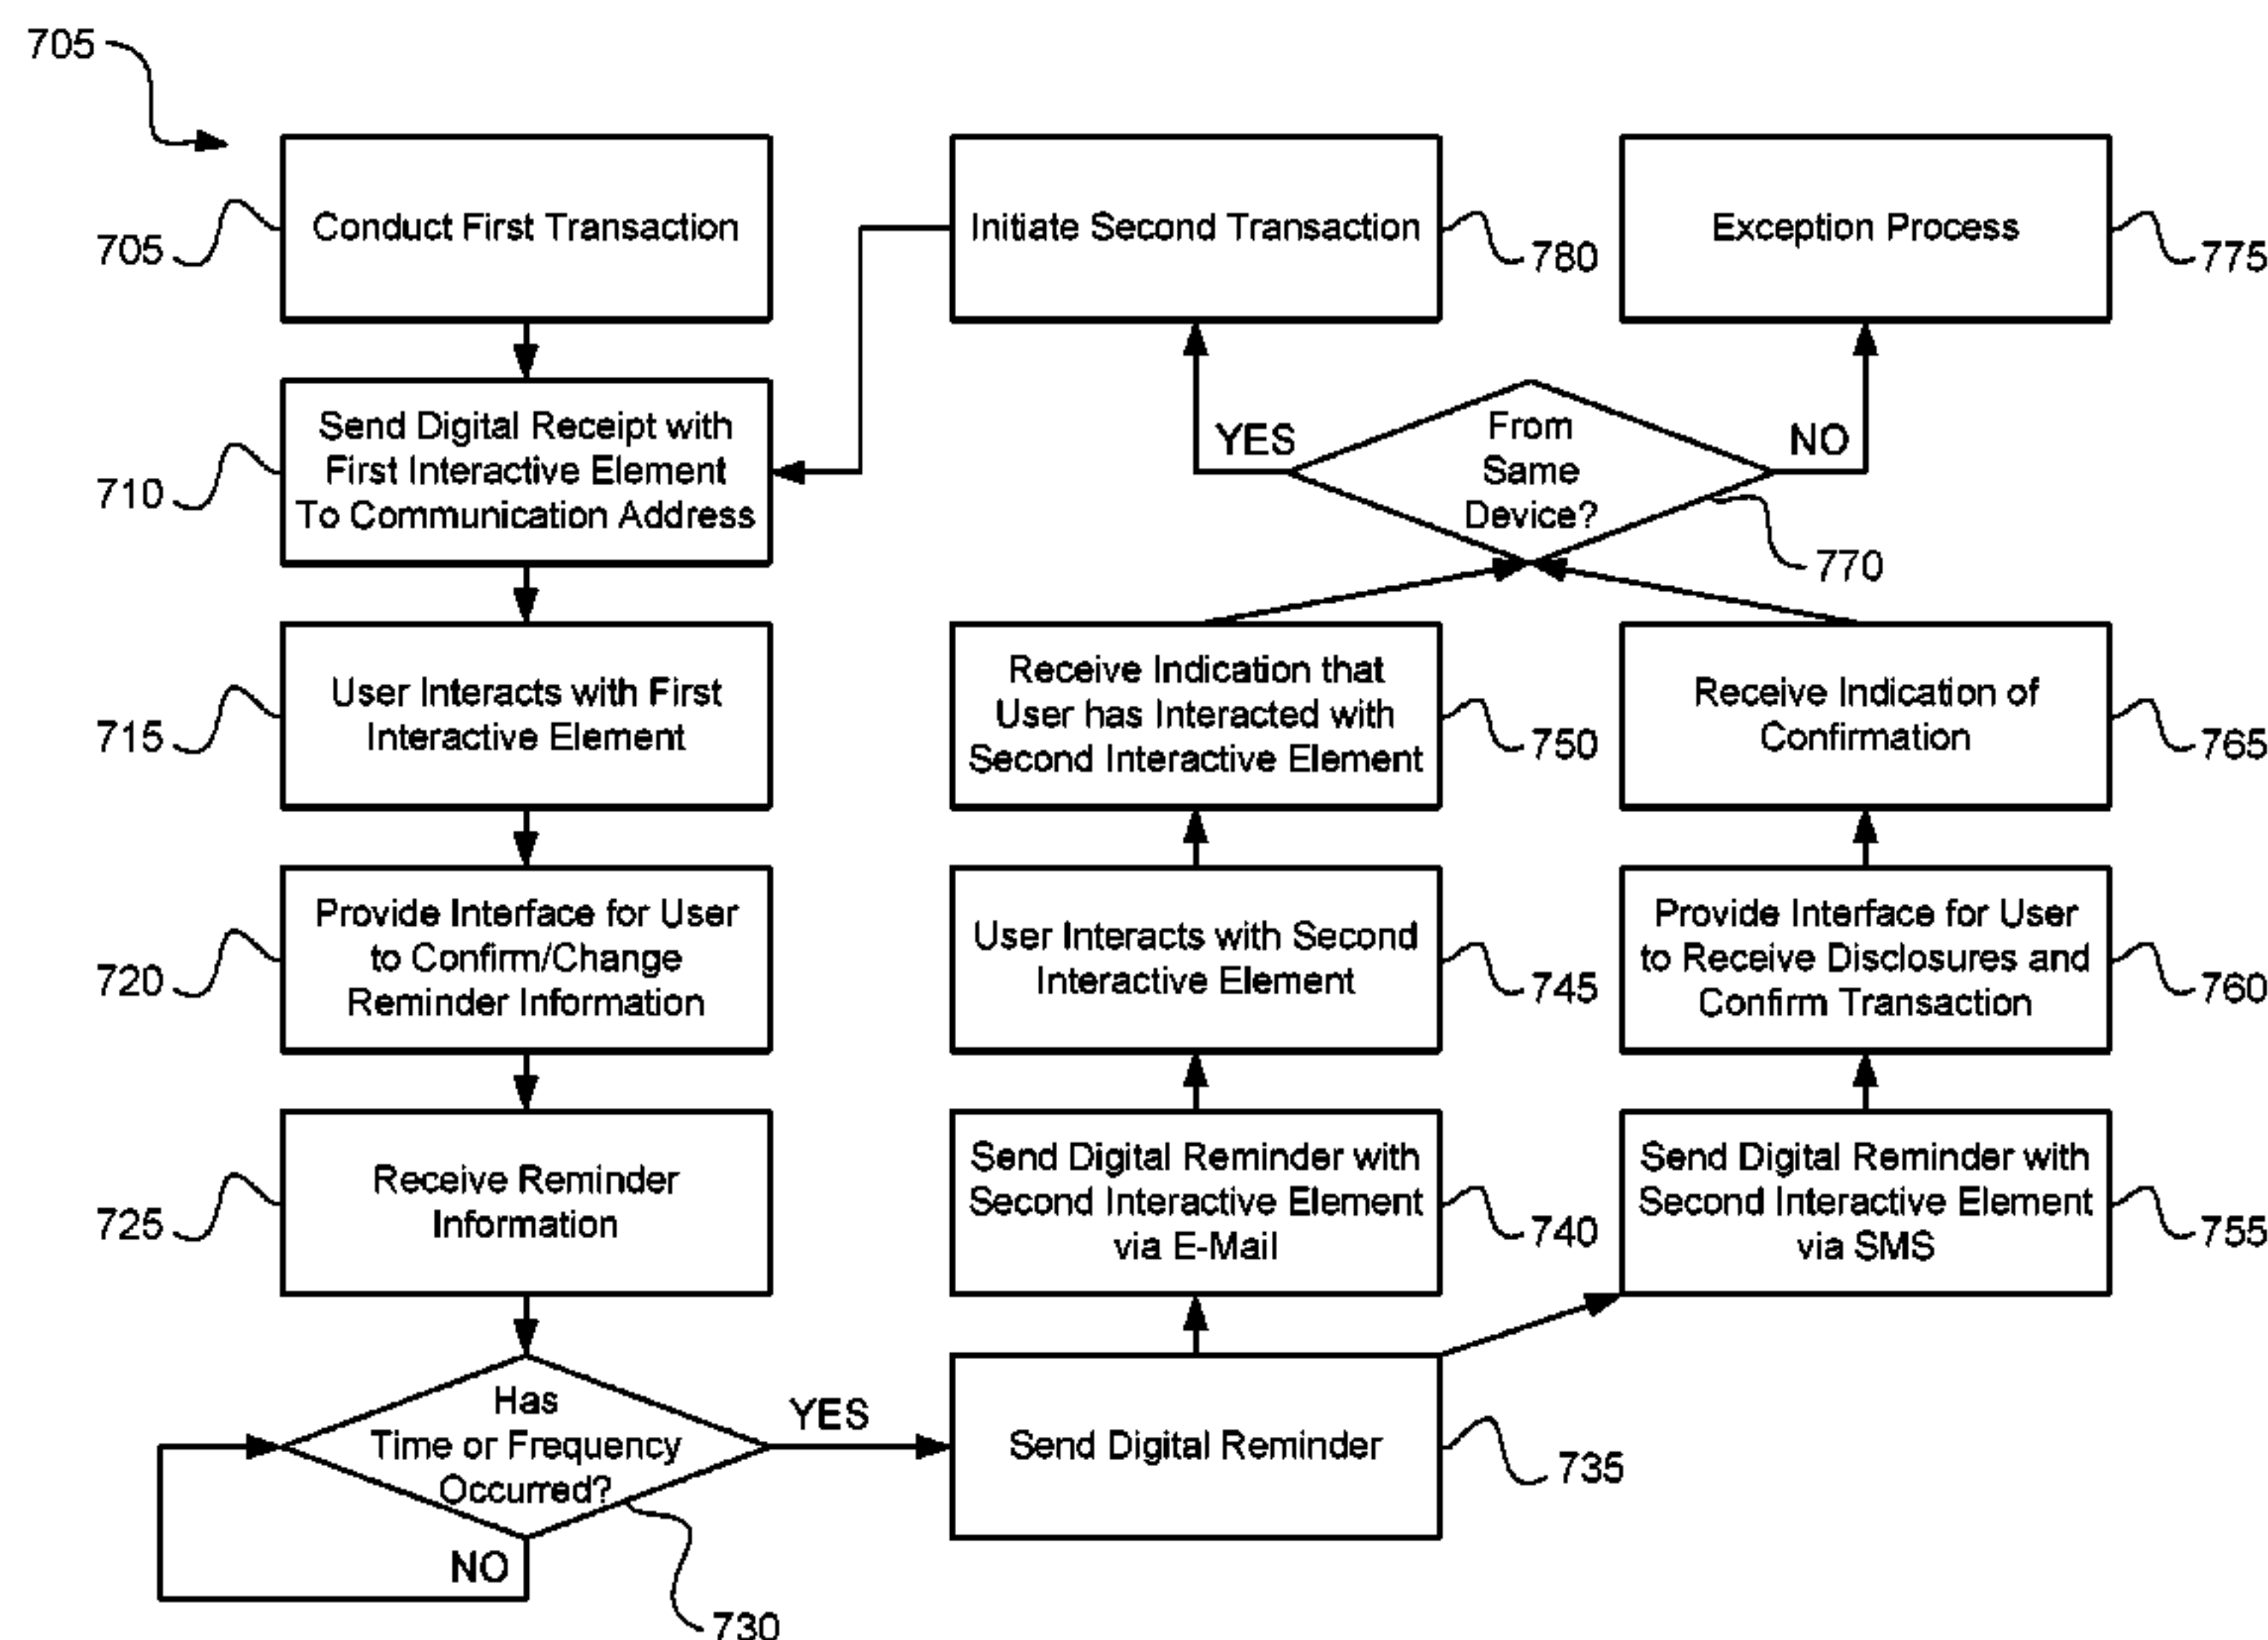 705
705
Conduct First Transaction
710
Send Digital Receipt with
First Interactive Element
To Communication Address
715
User Interacts with First
Interactive Element
720
Provide Interface for User
to Confirm/Change
Reminder Information
725
Receive Reminder
Information
Has
Time or Frequency
Occurred?
730
NO
YES
Send Digital Reminder
735
Send Digital Reminder with
Second Interactive Element
via E-Mail
740
User Interacts with Second
Interactive Element
745
Receive Indication that
User has Interacted with
Second Interactive Element
750
Send Digital Reminder with
Second Interactive Element
via SMS
755
Provide Interface for User
to Receive Disclosures and
Confirm Transaction
760
Receive Indication of
Confirmation
765
From
Same
Device?
770
YES
NO
Initiate Second Transaction
780
Exception Process
775